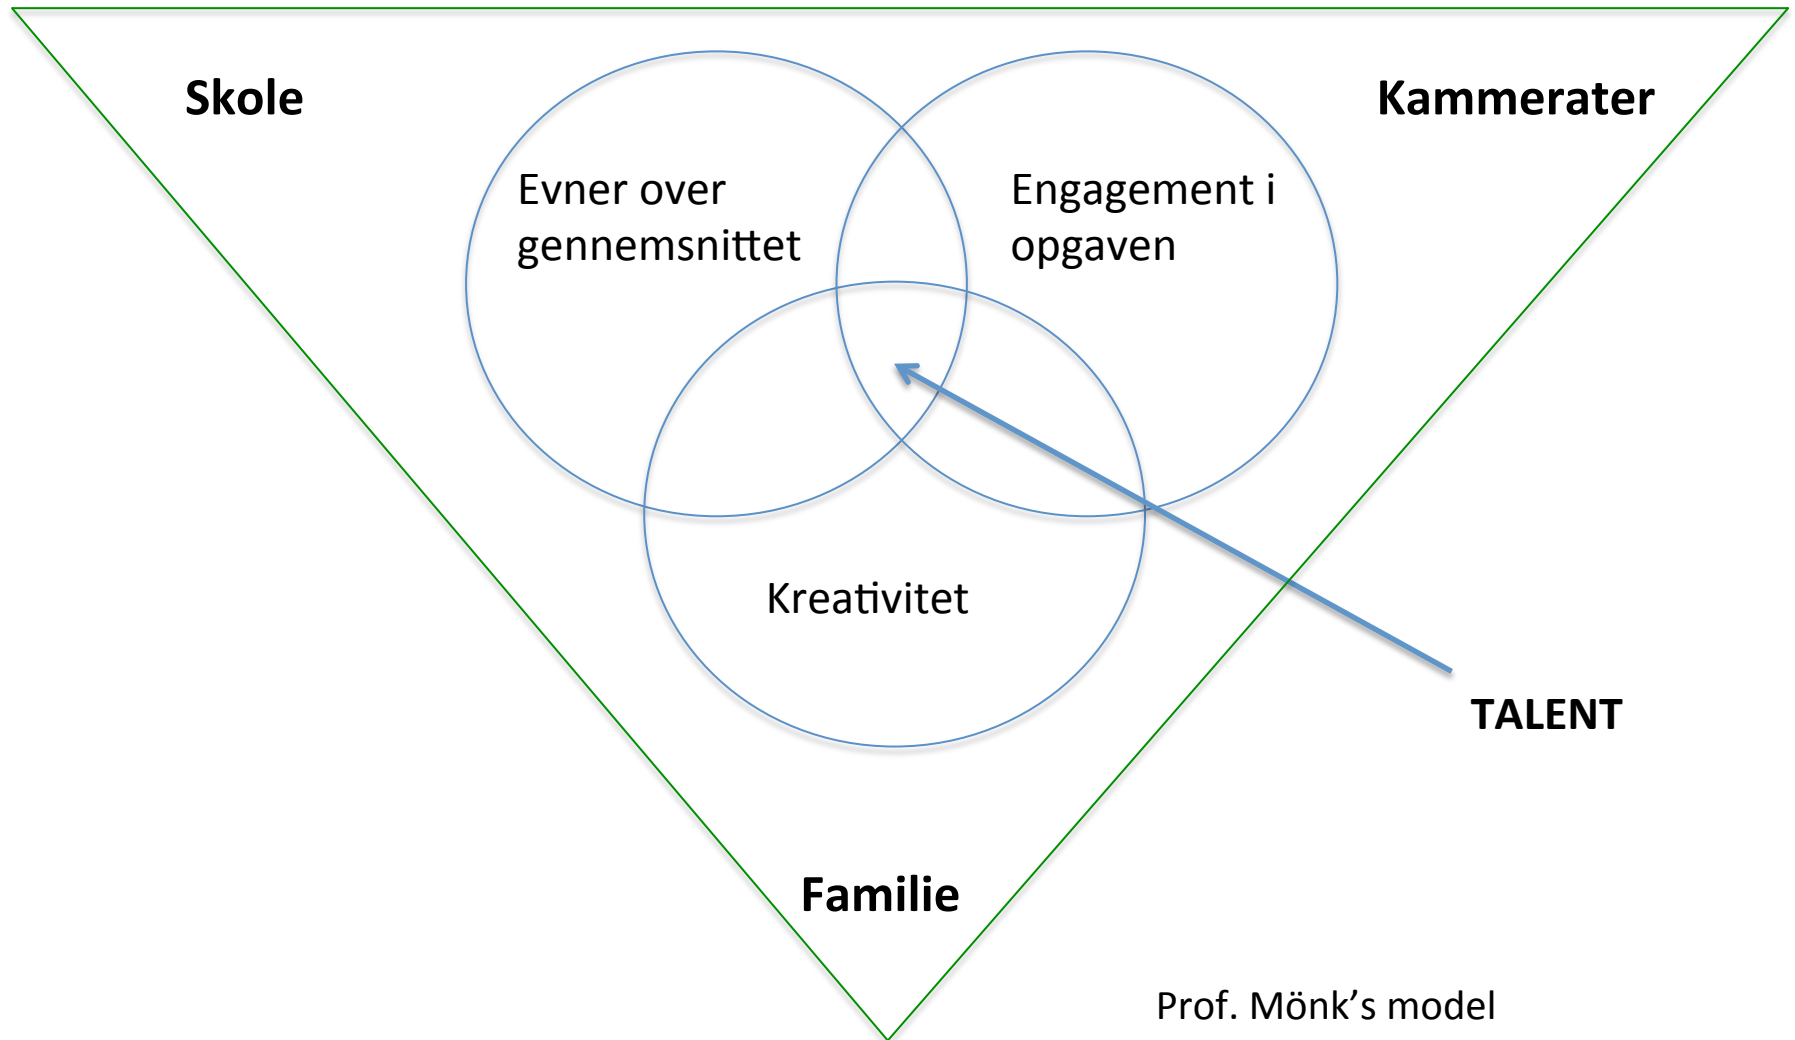 Skole
Kammerater
Evner over
gennemsnittet
Engagement i
opgaven
Kreativitet
TALENT
Familie
Prof. Mönk’s model